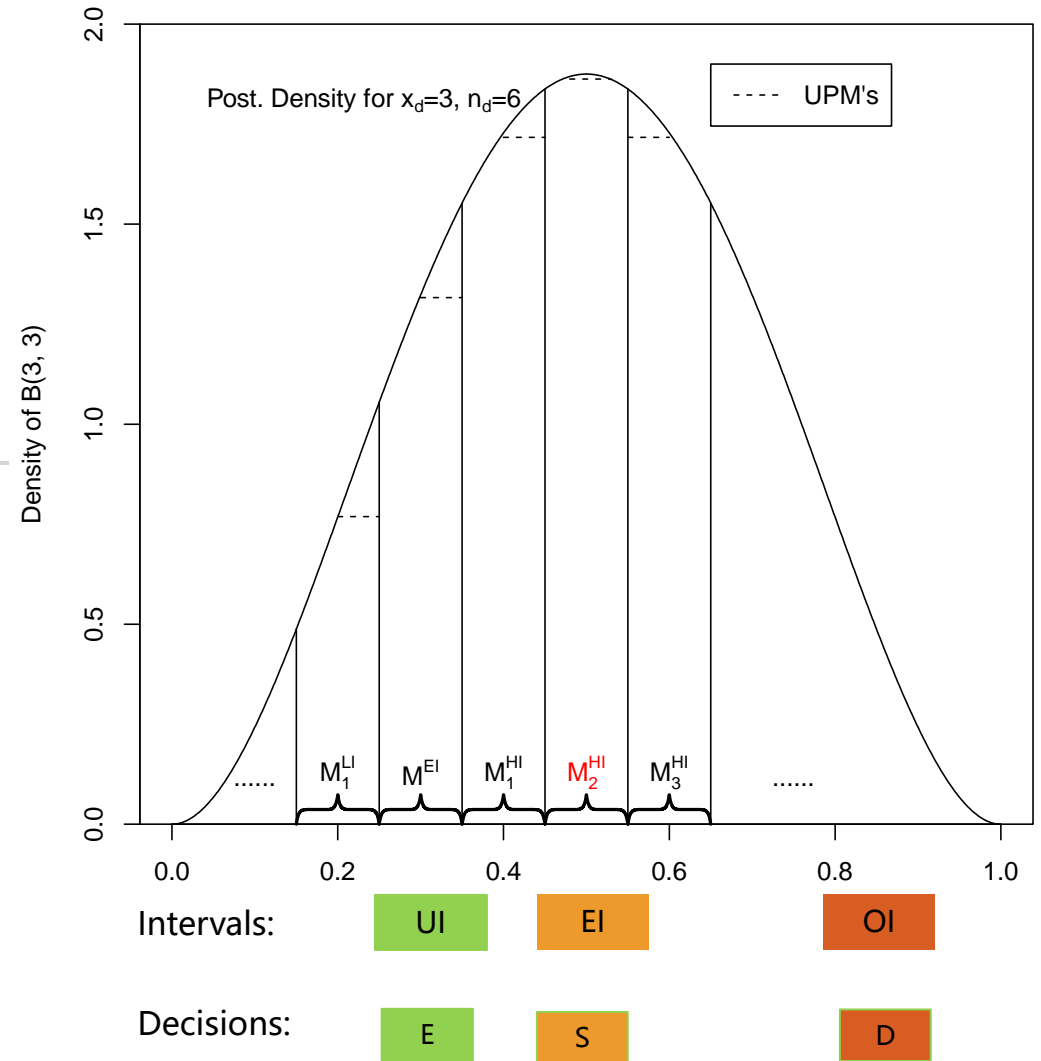 Post. Density for x_d=3, n_d=6
UPM's
Density of B(3, 3)
2.0
1.5
1.0
0.5
0.0
...... M_1^LI M^EI M_1^HI M_2^HI M_3^HI ......
0.0 0.2 0.4 0.6 0.8 1.0
Intervals: UI EI OI
Decisions: E S D